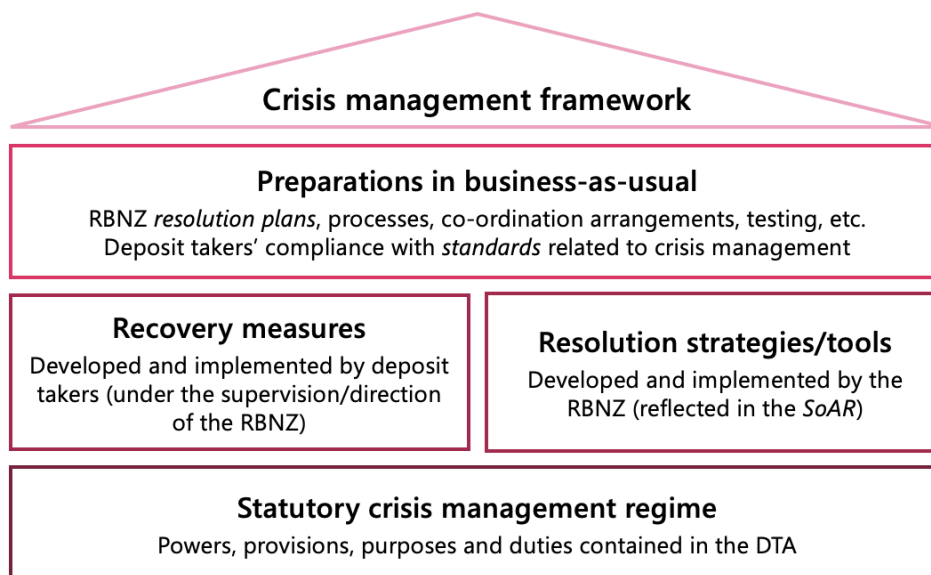 Crisis management framework
Preparations in business-as-usual
RBNZ resolution plans, processes, co-ordination arrangements, testing, etc.
Deposit takers’ compliance with standards related to crisis management
Recovery measures
Developed and implemented by deposit
takers (under the supervision/direction
of the RBNZ)
Resolution strategies/tools
Developed and implemented by the
RBNZ (reflected in the SoAR)
Statutory crisis management regime
Powers, provisions, purposes and duties contained in the DTA